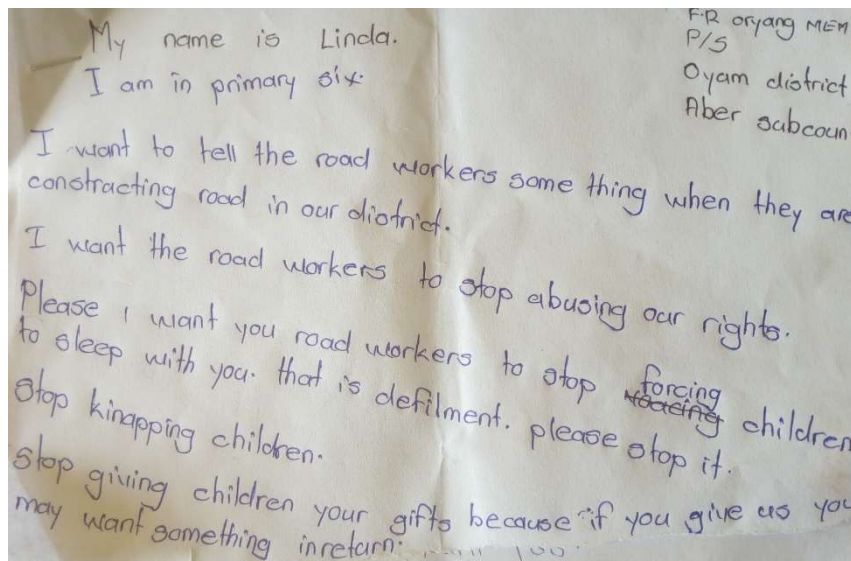 F.R oryang MEM
P/S
Oyam district
Aber subcoun
My name is Linda.
I am in primary six.
I want to tell the road workers some thing when they are
constracting road in our district.
I want the road workers to stop abusing our rights.
Please I want you road workers to stop forcing children
to sleep with you. that is defilment. please stop it.
Stop kinapping children.
Stop giving children your gifts because if you give us you
may want something inreturn.